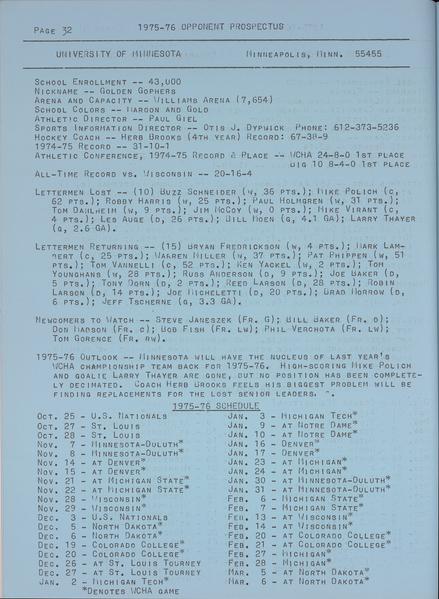 PAGE 32
1975-76 OPPONENT PROSPECTUS
UNIVERSITY OF MINNESOTA MINNEAPOLIS, MINN. 55455
SCHOOL ENROLLMENT -- 43,000
NICKNAME -- GOLDEN GOPHERS
ARENA AND CAPACITY -- WILLIAMS ARENA (7,654)
SCHOOL COLORS -- MAROON AND GOLD
ATHLETIC DIRECTOR -- PAUL GIEL
SPORTS INFORMATION DIRECTOR -- OTIS J. DYPWICK PHONE: 612-373-5236
HOCKEY COACH -- HERB BROOKS (4TH YEAR) RECORD: 67-38-9
1974-75 RECORD -- 31-10-1
ATHLETIC CONFERENCE, 1974-75 RECORD & PLACE -- WCHA 24-8-0 1ST PLACE
BIG 10 8-4-0 1ST PLACE
ALL-TIME RECORD VS. WISCONSIN -- 20-16-4
LETTERMEN LOST -- (10) BUZZ SCHNEIDER (W, 36 PTS.); MIKE POLICH (C,
62 PTS.); ROBBY HARRIS (W, 25 PTS.); PAUL HOLMGREN (W, 31 PTS.);
TOM DAHLHEIM (W, 9 PTS.); JIM MCCOY (W, 0 PTS.); MIKE VIRANT (C,
4 PTS.); LES AUGE (D, 26 PTS.); BILL MOEN (G, 4.1 GA); LARRY THAYER
(G, 2.6 GA).
LETTERMEN RETURNING -- (15) BRYAN FREDRICKSON (W, 4 PTS.); MARK LAM-
BERT (C, 25 PTS.); WARREN MILLER (W, 37 PTS.); PAT PHIPPEN (W, 51
PTS.); TOM VANNELLI (C, 52 PTS.); KEN YACKEL (W, 2 PTS.); TOM
YOUNGHANS (W, 28 PTS.); RUSS ANDERSON (D, 9 PTS.); JOE BAKER (D,
5 PTS.); TONY DORN (D, 2 PTS.); REED LARSON (D, 28 PTS.); ROBIN
LARSON (D, 14 PTS.); JOE MICHELETTI (D, 20 PTS.); BRAD MORROW (D,
6 PTS.); JEFF TSCHERNE (G, 3.3 GA).
NEWCOMERS TO WATCH -- STEVE JANESZEK (FR. G); BILL BAKER (FR. D);
DON MADSON (FR. C); BOB FISH (FR. LW); PHIL VERCHOTA (FR. LW);
TOM GORENCE (FR. RW).
1975-76 OUTLOOK -- MINNESOTA WILL HAVE THE NUCLEUS OF LAST YEAR'S
WCHA CHAMPIONSHIP TEAM BACK FOR 1975-76. HIGH-SCORING MIKE POLICH
AND GOALIE LARRY THAYER ARE GONE, BUT NO POSITION HAS BEEN COMPLETE-
LY DECIMATED. COACH HERB BROOKS FEELS HIS BIGGEST PROBLEM WILL BE
FINDING REPLACEMENTS FOR THE LOST SENIOR LEADERS.
1975-76 SCHEDULE
OCT. 25 - U.S. NATIONALS JAN. 3 - MICHIGAN TECH*
OCT. 27 - ST. LOUIS JAN. 9 - AT NOTRE DAME*
OCT. 28 - ST. LOUIS JAN. 10 - AT NOTRE DAME*
NOV. 7 - MINNESOTA-DULUTH* JAN. 16 - DENVER*
NOV. 8 - MINNESOTA-DULUTH* JAN. 17 - DENVER*
NOV. 14 - AT DENVER* JAN. 23 - AT MICHIGAN*
NOV. 15 - AT DENVER* JAN. 24 - AT MICHIGAN*
NOV. 21 - AT MICHIGAN STATE* JAN. 30 - AT MINNESOTA-DULUTH*
NOV. 22 - AT MICHIGAN STATE* JAN. 31 - AT MINNESOTA-DULUTH*
NOV. 28 - WISCONSIN* FEB. 6 - MICHIGAN STATE*
NOV. 29 - WISCONSIN* FEB. 7 - MICHIGAN STATE*
DEC. 3 - U.S. NATIONALS FEB. 13 - AT WISCONSIN*
DEC. 5 - NORTH DAKOTA* FEB. 14 - AT WISCONSIN*
DEC. 6 - NORTH DAKOTA* FEB. 20 - AT COLORADO COLLEGE*
DEC. 19 - COLORADO COLLEGE* FEB. 21 - AT COLORADO COLLEGE*
DEC. 20 - COLORADO COLLEGE* FEB. 27 - MICHIGAN*
DEC. 26 - AT ST. LOUIS TOURNEY FEB. 28 - MICHIGAN*
DEC. 27 - AT ST. LOUIS TOURNEY MAR. 5 - AT NORTH DAKOTA*
JAN. 2 - MICHIGAN TECH* MAR. 6 - AT NORTH DAKOTA*
*DENOTES WCHA GAME